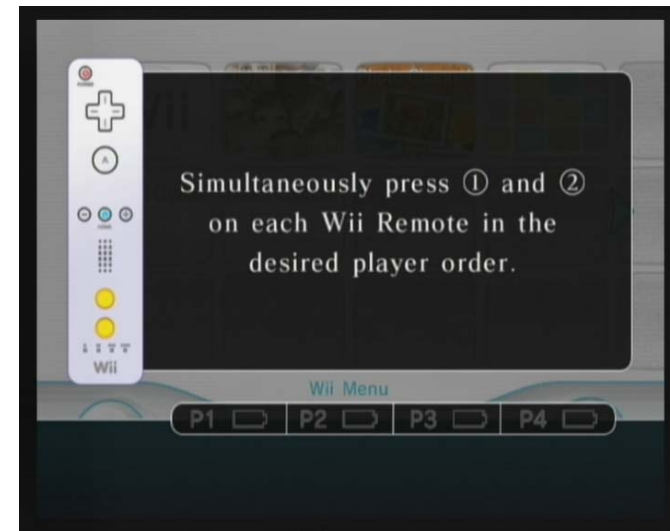 Simultaneously press ① and ②
on each Wii Remote in the
desired player order.
A
Wii
Wii
Wii Menu
P1 P2 P3 P4